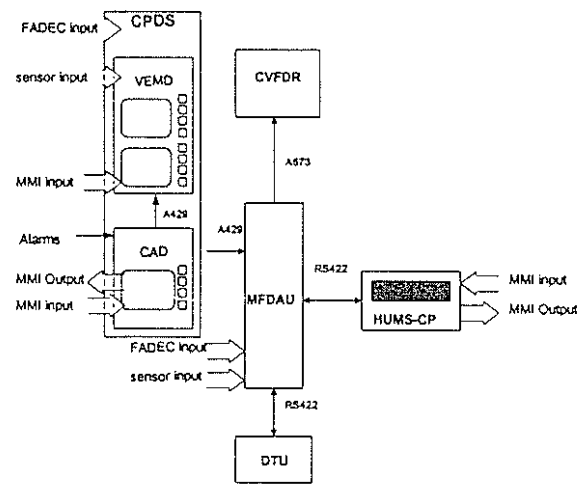 FADEC input
CPDS
sensor input
VEMD
CVFDR
MMI input
A429
A573
Alarms
CAD
A429
MMI Output
MMI input
MFDAU
RS422
MMI input
MMI Output
HUMS-CP
FADEC input
sensor input
RS422
DTU